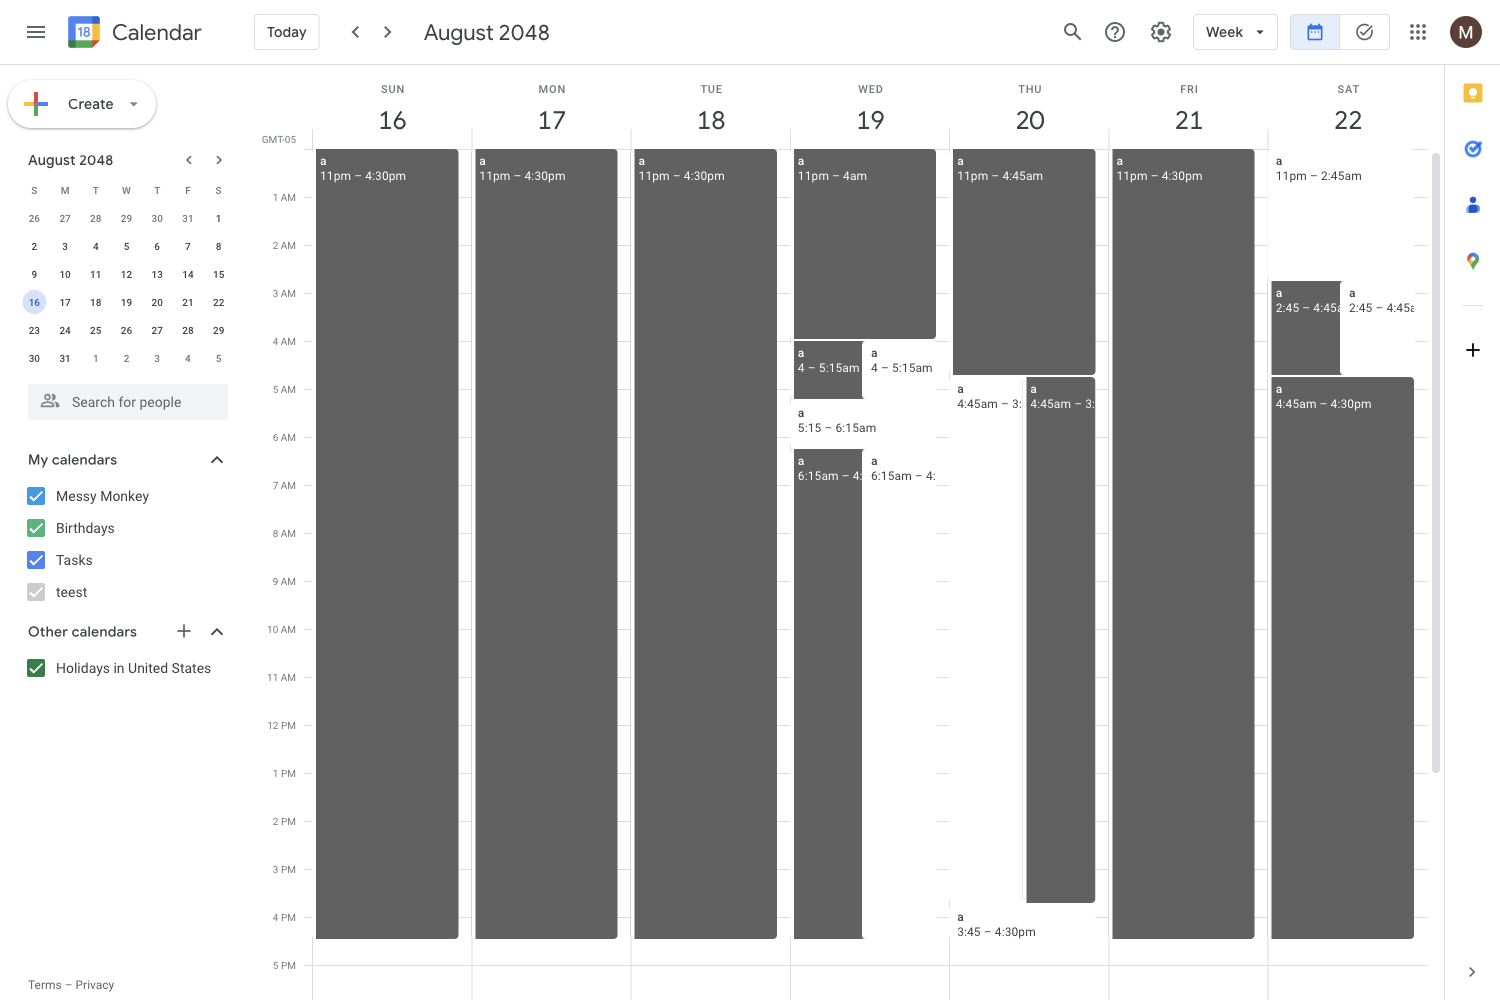 18 Calendar
Today
August 2048
Week
M
Create
August 2048
S M T W T F S
26 27 28 29 30 31 1
2 3 4 5 6 7 8
9 10 11 12 13 14 15
16 17 18 19 20 21 22
23 24 25 26 27 28 29
30 31 1 2 3 4 5
Search for people
My calendars
Messy Monkey
Birthdays
Tasks
teest
Other calendars
Holidays in United States
Terms – Privacy
SUN MON TUE WED THU FRI SAT
16 17 18 19 20 21 22
GMT-05
1 AM
2 AM
3 AM
4 AM
5 AM
6 AM
7 AM
8 AM
9 AM
10 AM
11 AM
12 PM
1 PM
2 PM
3 PM
4 PM
5 PM
a
11pm – 4:30pm
a
11pm – 4:30pm
a
11pm – 4:30pm
a
11pm – 4am
a
4 – 5:15am
a
4 – 5:15am
a
5:15 – 6:15am
a
6:15am – 4:
a
6:15am – 4:
a
11pm – 4:45am
a
4:45am – 3:
a
4:45am – 3:
a
3:45 – 4:30pm
a
11pm – 4:30pm
a
11pm – 2:45am
a
2:45 – 4:45a
a
2:45 – 4:45a
a
4:45am – 4:30pm